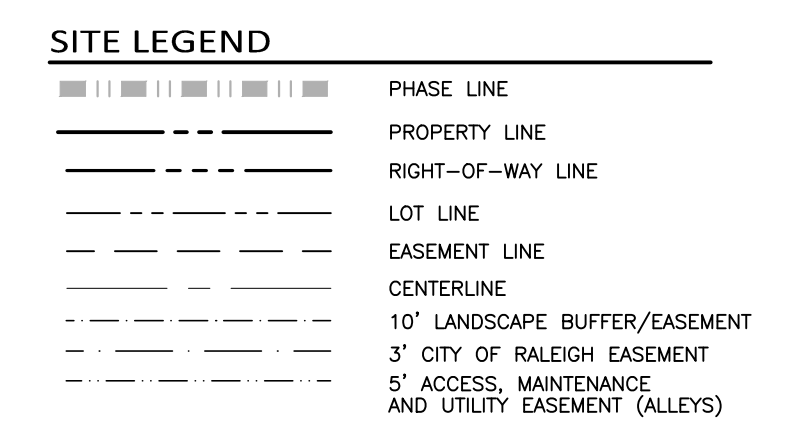 SITE LEGEND
PHASE LINE
PROPERTY LINE
RIGHT-OF-WAY LINE
LOT LINE
EASEMENT LINE
CENTERLINE
10' LANDSCAPE BUFFER/EASEMENT
3' CITY OF RALEIGH EASEMENT
5' ACCESS, MAINTENANCE
AND UTILITY EASEMENT (ALLEYS)